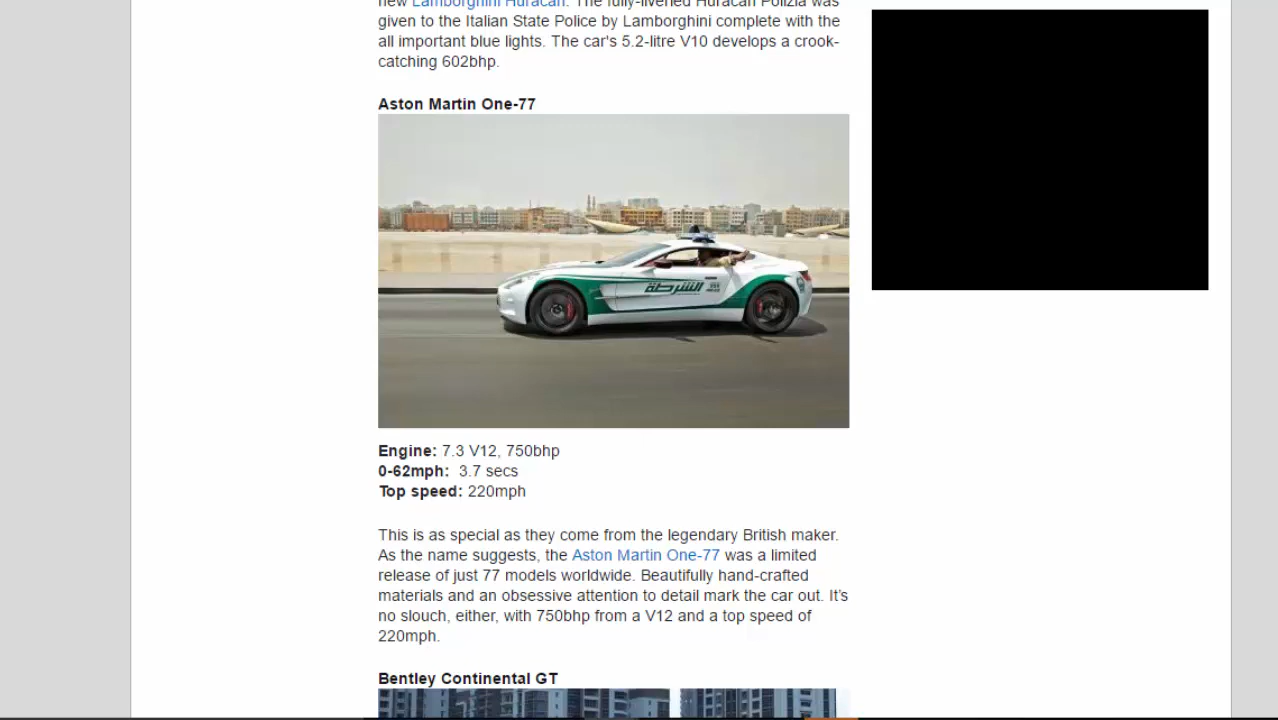 new Lamborghini Huracan. The fully-liveried Huracan Polizia was
given to the Italian State Police by Lamborghini complete with the
all important blue lights. The car's 5.2-litre V10 develops a crook-
catching 602bhp.
Aston Martin One-77
الشرطة
Engine: 7.3 V12, 750bhp
0-62mph: 3.7 secs
Top speed: 220mph
This is as special as they come from the legendary British maker.
As the name suggests, the Aston Martin One-77 was a limited
release of just 77 models worldwide. Beautifully hand-crafted
materials and an obsessive attention to detail mark the car out. It’s
no slouch, either, with 750bhp from a V12 and a top speed of
220mph.
Bentley Continental GT